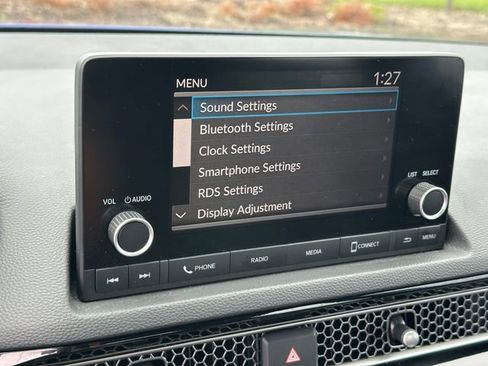 MENU 1:27
Sound Settings
Bluetooth Settings
Clock Settings
Smartphone Settings
RDS Settings
Display Adjustment
VOL AUDIO
LIST SELECT
PHONE RADIO MEDIA CONNECT MENU